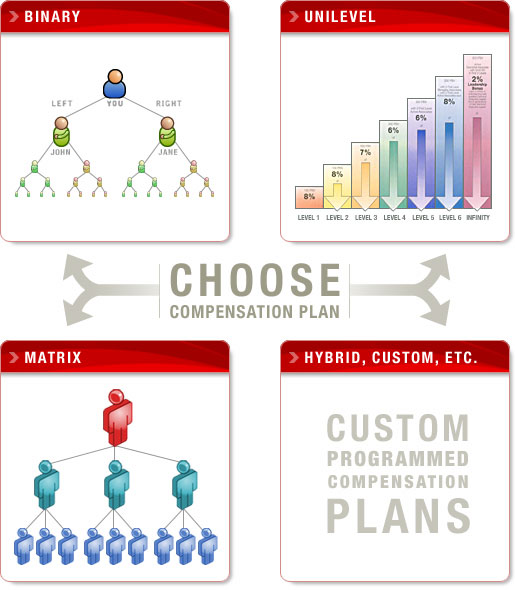 BINARY
LEFT YOU RIGHT
JOHN JANE
UNILEVEL
2%
Leadership
Bonus
8%
6%
6%
7%
8%
8%
LEVEL 1 LEVEL 2 LEVEL 3 LEVEL 4 LEVEL 5 LEVEL 6 INFINITY
CHOOSE
COMPENSATION PLAN
MATRIX
HYBRID, CUSTOM, ETC.
CUSTOM
PROGRAMMED
COMPENSATION
PLANS